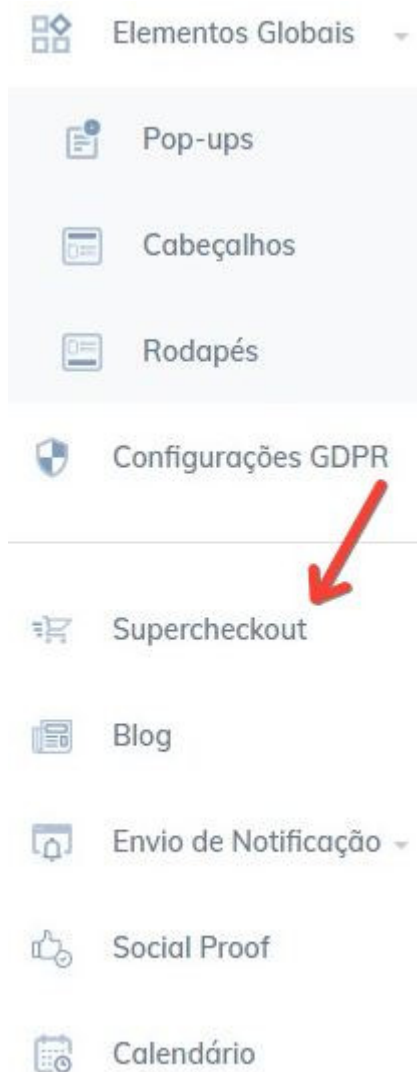 Elementos Globais
Pop-ups
Cabeçalhos
Rodapés
Configurações GDPR
Supercheckout
Blog
Envio de Notificação
Social Proof
Calendário